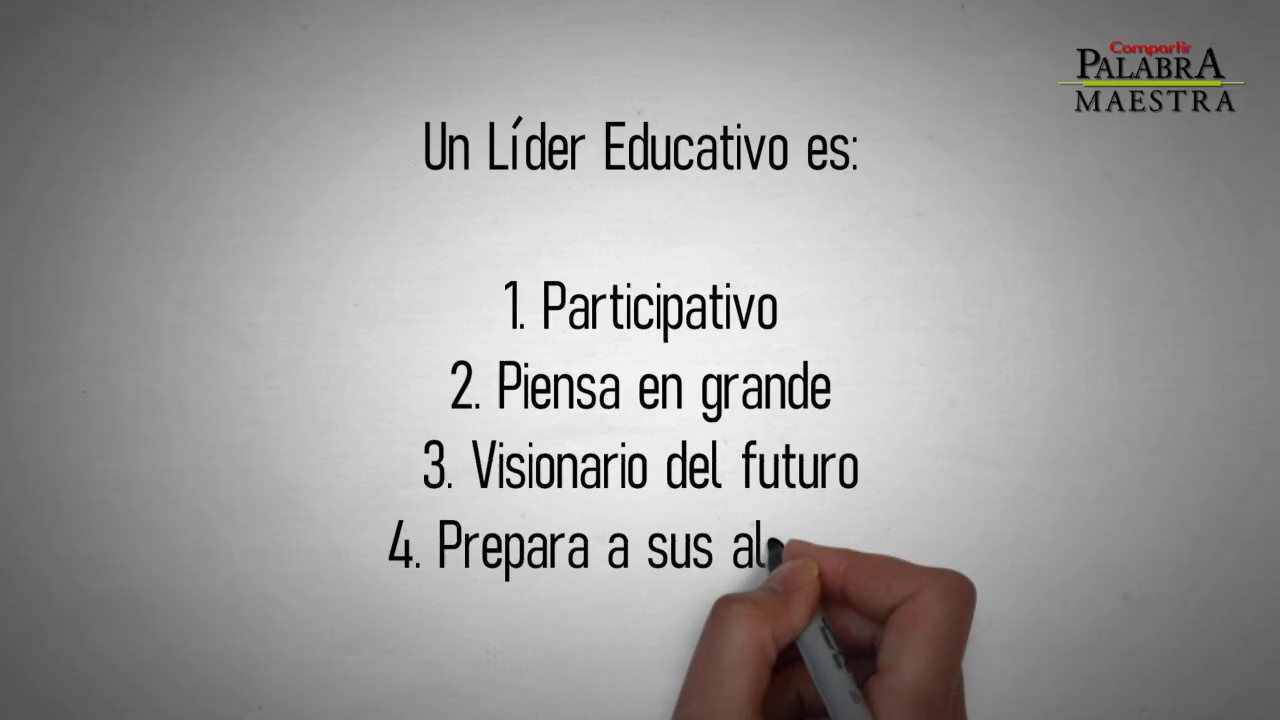 Compartir
PALABRA
MAESTRA
Un Líder Educativo es:
1. Participativo
2. Piensa en grande
3. Visionario del futuro
4. Prepara a sus al